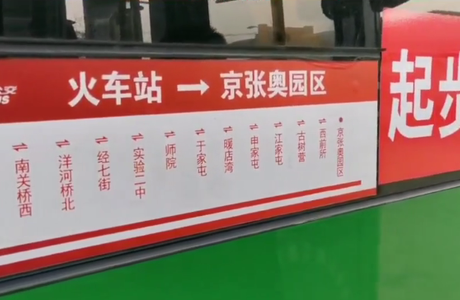 火车站 → 京张奥园区
⇌ 南关桥西
⇌ 洋河桥北
⇌ 经七街
⇌ 实验二中
⇌ 师院
⇌ 于家屯
⇌ 暖店湾
⇌ 申家屯
⇌ 江家屯
⇌ 古树营
⇌ 西前所
京张奥园区
起步